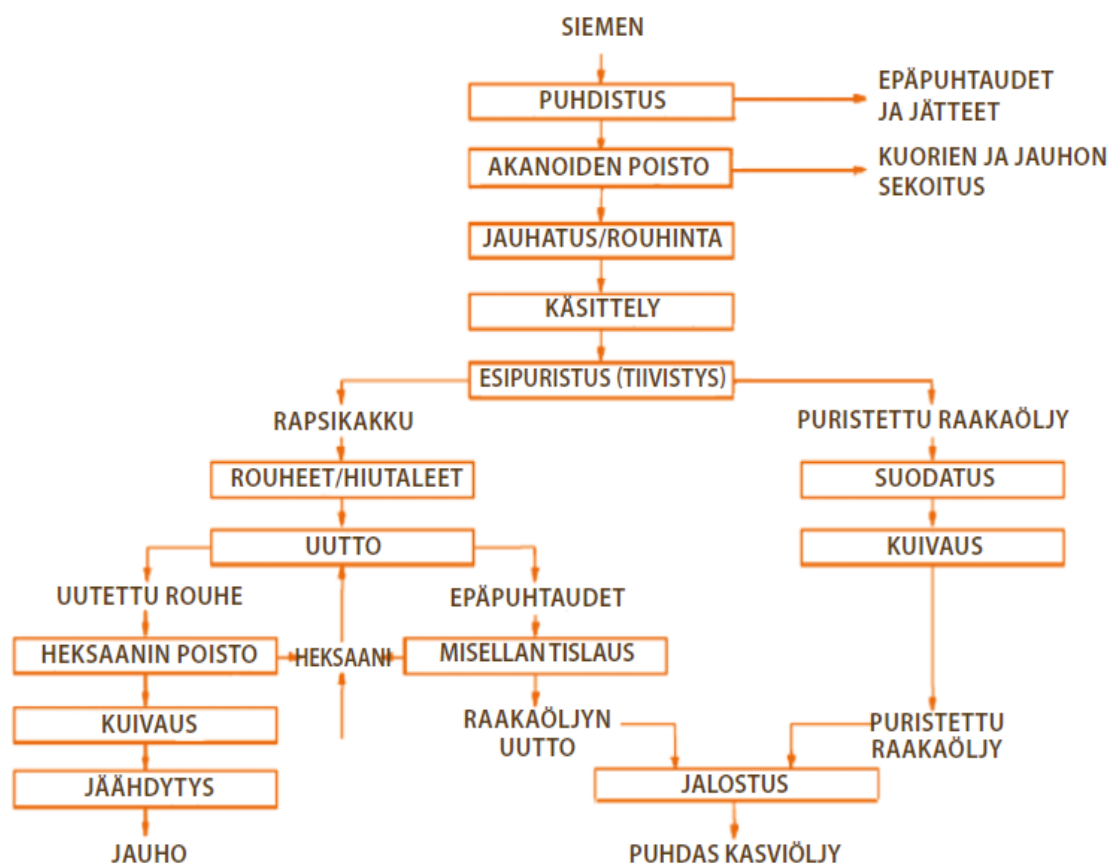 SIEMEN
PUHDISTUS
EPÄPUHTAUDET
JA JÄTTEET
AKANOIDEN POISTO
KUORIEN JA JAUHON
SEKOITUS
JAUHATUS/ROUHINTA
KÄSITTELY
ESIPURISTUS (TIIVISTYS)
RAPSIKAKKU
PURISTETTU RAAKAÖLJY
ROUHEET/HIUTALEET
SUODATUS
UUTTO
KUIVAUS
UUTETTU ROUHE
EPÄPUHTAUDET
HEKSAANIN POISTO
HEKSAANI
MISELLAN TISLAUS
KUIVAUS
RAAKAÖLJYN
UUTTO
PURISTETTU
RAAKAÖLJY
JÄÄHDYTYS
JALOSTUS
JAUHO
PUHDAS KASVIÖLJY